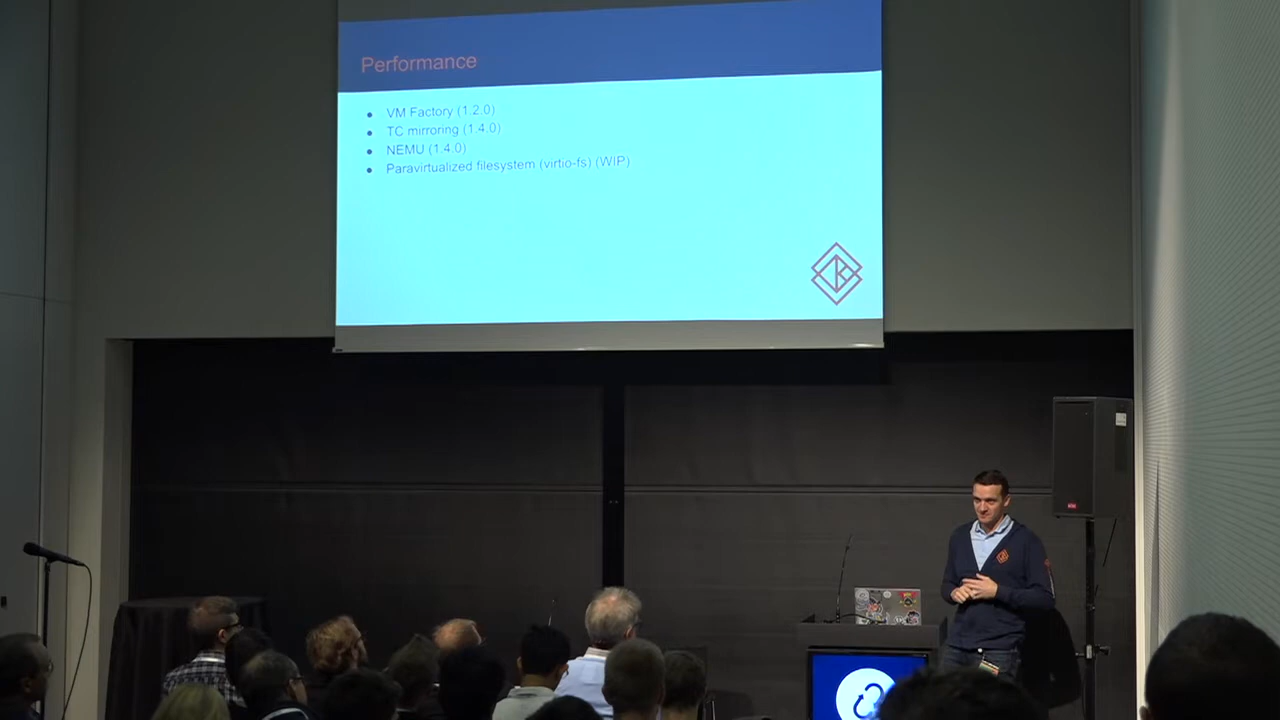 Performance
VM Factory (1.2.0)
TC mirroring (1.4.0)
NEMU (1.4.0)
Paravirtualized filesystem (virtio-fs) (WIP)